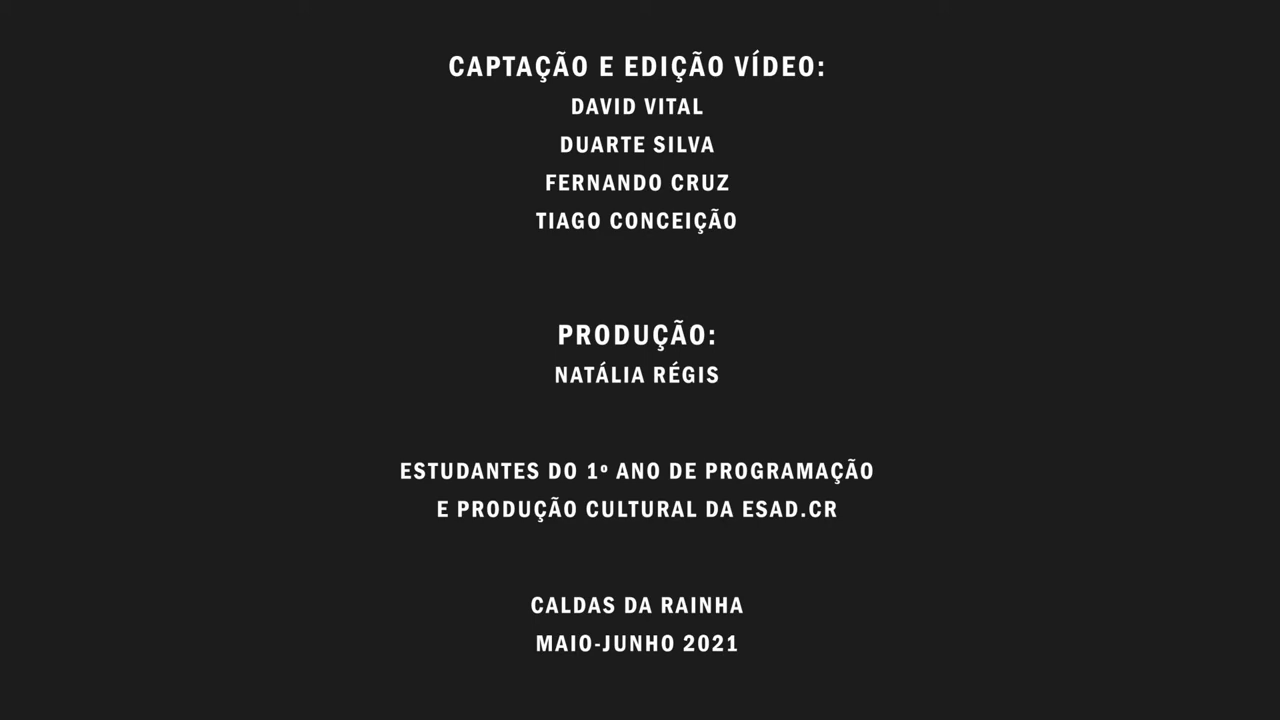 CAPTAÇÃO E EDIÇÃO VÍDEO:
DAVID VITAL
DUARTE SILVA
FERNANDO CRUZ
TIAGO CONCEIÇÃO
PRODUÇÃO:
NATÁLIA RÉGIS
ESTUDANTES DO 1º ANO DE PROGRAMAÇÃO
E PRODUÇÃO CULTURAL DA ESAD.CR
CALDAS DA RAINHA
MAIO-JUNHO 2021